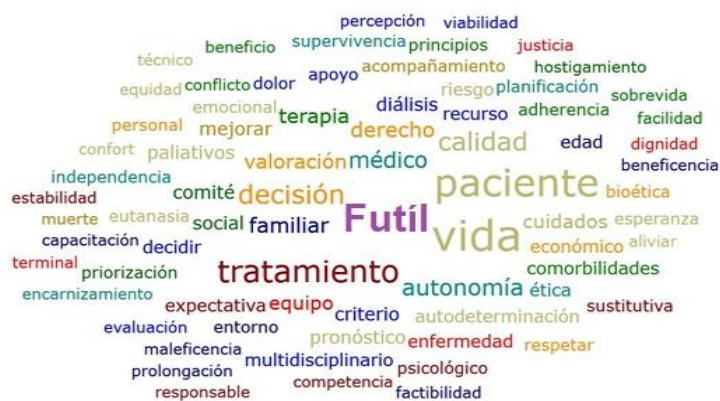 percepción viabilidad
beneficio supervivencia principios justicia
técnico acompañamiento hostigamiento
equidad conflicto dolor apoyo riesgo planificación sobrevida
emocional terapia diálisis recurso adherencia facilidad
personal mejorar derecho calidad edad dignidad
confort paliativos valoración médico beneficencia
independencia paciente bioética
estabilidad comité decisión
muerte eutanasia social familiar Futíl vida cuidados esperanza
capacitación decidir económico aliviar
terminal priorización tratamiento autonomía ética comorbilidades
encarnizamiento expectativa equipo criterio autodeterminación sustitutiva
evaluación entorno pronóstico enfermedad respetar
maleficencia multidisciplinario psicológico
prolongación competencia factibilidad
responsable